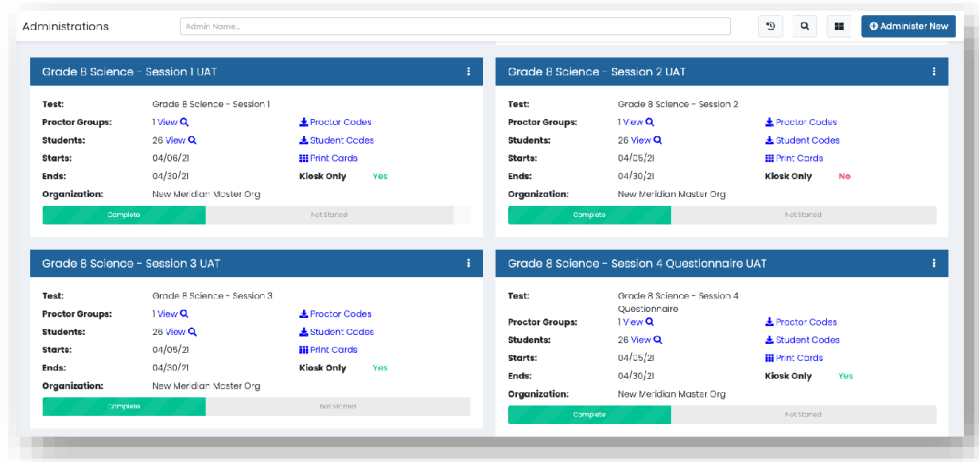 Administrations
Admin Name...
Administer New
Grade 8 Science - Session 1 UAT
Test: Grade 8 Science - Session 1
Proctor Groups: 1 View Proctor Codes
Students: 26 View Student Codes
Starts: 04/06/21 Print Cards
Ends: 04/30/21 Kiosk Only Yes
Organization: New Meridian Master Org
Complete Not Started
Grade 8 Science - Session 2 UAT
Test: Grade 8 Science - Session 2
Proctor Groups: 1 View Proctor Codes
Students: 26 View Student Codes
Starts: 04/05/21 Print Cards
Ends: 04/30/21 Kiosk Only No
Organization: New Meridian Master Org
Complete Not Started
Grade 8 Science - Session 3 UAT
Test: Grade 8 Science - Session 3
Proctor Groups: 1 View Proctor Codes
Students: 26 View Student Codes
Starts: 04/05/21 Print Cards
Ends: 04/30/21 Kiosk Only Yes
Organization: New Meridian Master Org
Complete Not Started
Grade 8 Science - Session 4 Questionnaire UAT
Test: Grade 8 Science - Session 4
Questionnaire
Proctor Groups: 1 View Proctor Codes
Students: 26 View Student Codes
Starts: 04/05/21 Print Cards
Ends: 04/30/21 Kiosk Only Yes
Organization: New Meridian Master Org
Complete Not Started